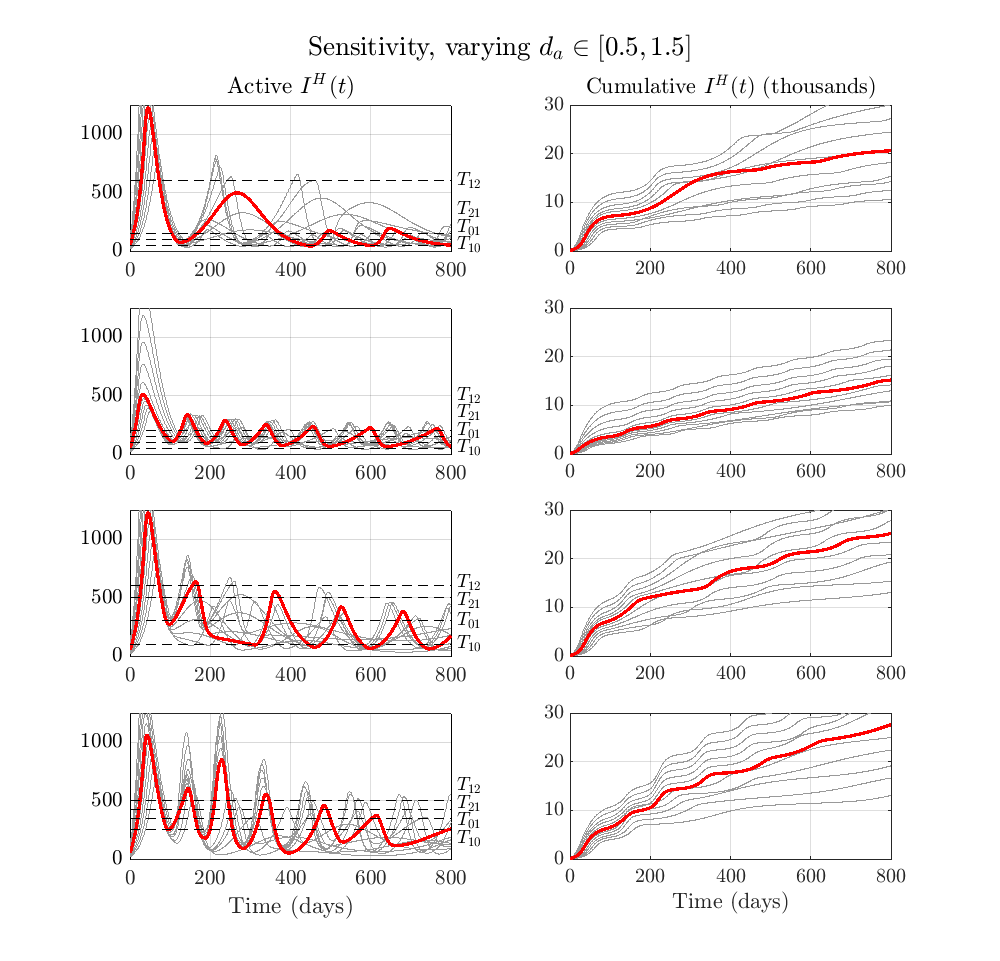 Sensitivity, varying $d_a \in [0.5, 1.5]$
Active $I^H(t)$
Cumulative $I^H(t)$ (thousands)
1000
500
0
0 200 400 600 800
$T_{12}$
$T_{21}$
$T_{01}$
$T_{10}$
30
20
10
0
0 200 400 600 800
1000
500
0
0 200 400 600 800
$T_{12}$
$T_{21}$
$T_{01}$
$T_{10}$
30
20
10
0
0 200 400 600 800
1000
500
0
0 200 400 600 800
$T_{12}$
$T_{21}$
$T_{01}$
$T_{10}$
30
20
10
0
0 200 400 600 800
1000
500
0
0 200 400 600 800
$T_{12}$
$T_{21}$
$T_{01}$
$T_{10}$
Time (days)
30
20
10
0
0 200 400 600 800
Time (days)